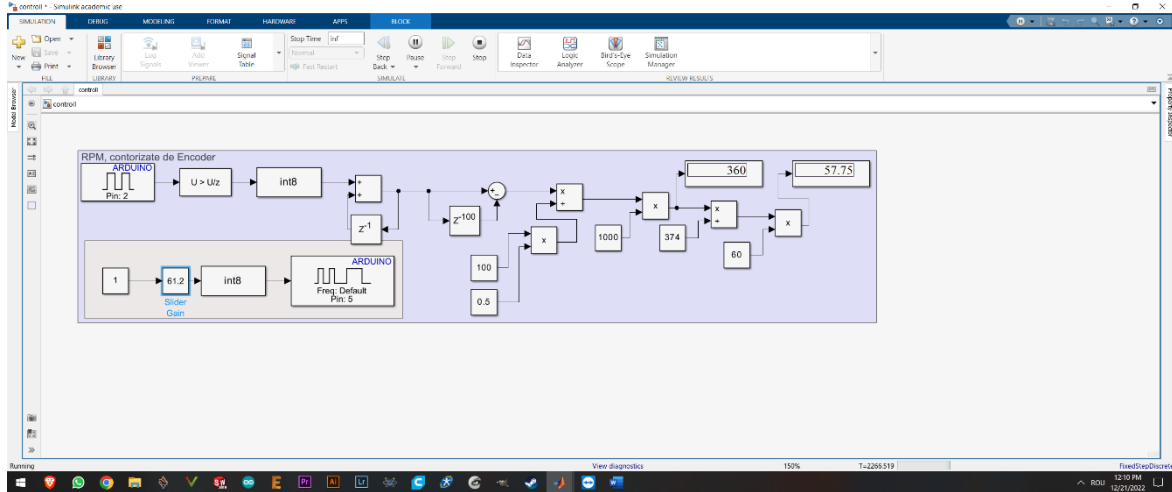 controll * - Simulink academic use
SIMULATION DEBUG MODELING FORMAT HARDWARE APPS BLOCK
New
Open
Save
Print
FILE
Library Browser
LIBRARY
Log Signals
Add Viewer
Signal Table
PREPARE
Stop Time inf
Normal
Fast Restart
Step Back
Pause
Step Forward
Stop
SIMULATE
Data Inspector
Logic Analyzer
Bird's-Eye Scope
Simulation Manager
REVIEW RESULTS
Model Browser
controll
controll
Property Inspector
RPM, contorizate de Encoder
ARDUINO
Pin: 2
U > U/z
int8
+
+
Z-1
+
-
Z-100
100
0.5
x
x
÷
1000
x
360
374
x
÷
60
x
57.75
1
61.2
Slider
Gain
int8
ARDUINO
Freq: Default
Pin: 5
Running
View diagnostics
150%
T=2266.519
FixedStepDiscrete
ROU
12:10 PM
12/21/2022